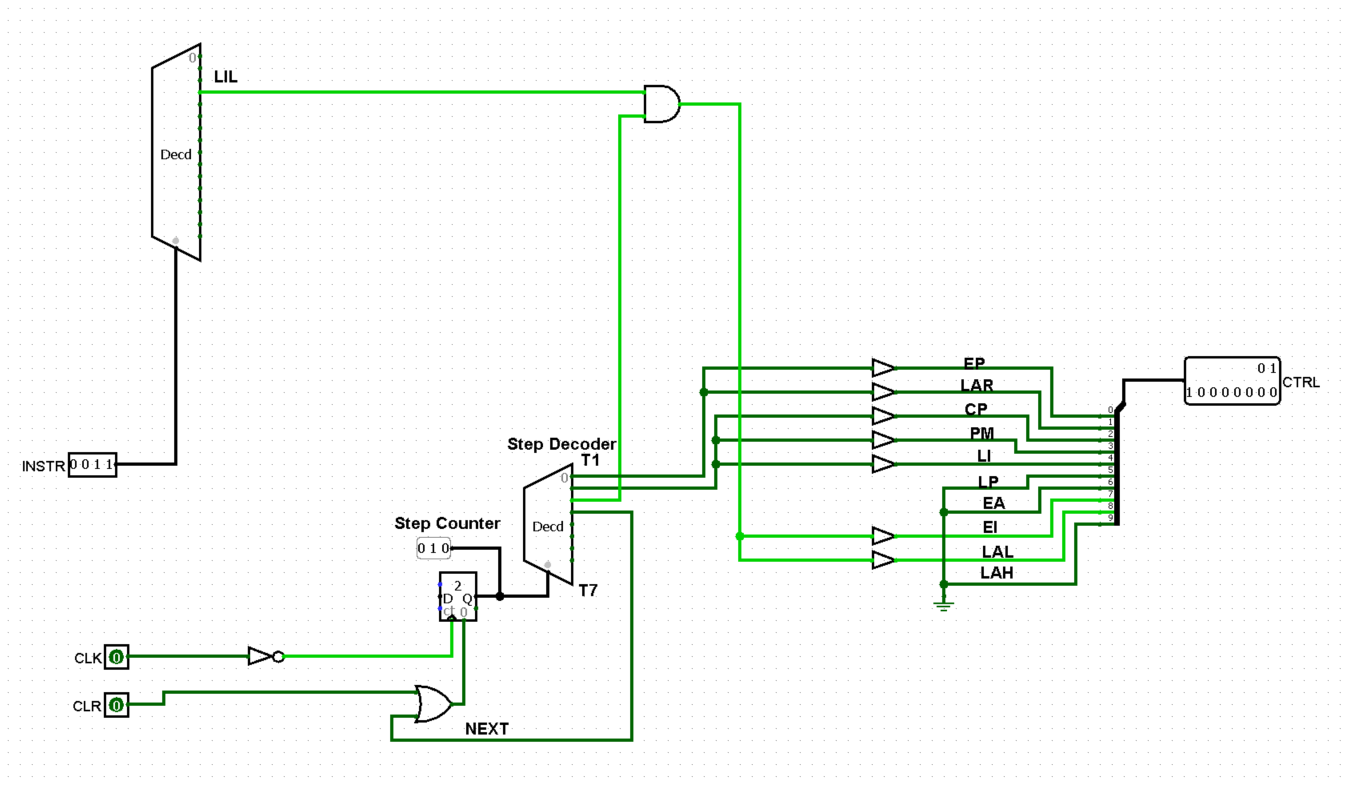 0
LIL
Decd
EP
LAR
CP
PM
LI
LP
EA
EI
LAL
LAH
0
1
2
3
4
5
6
7
8
9
0 1
1 0 0 0 0 0 0 0
CTRL
INSTR 0 0 1 1
Step Decoder
T1
0
Decd
T7
Step Counter
0 1 0
2
D Q
ct 0
CLK 0
CLR 0
NEXT